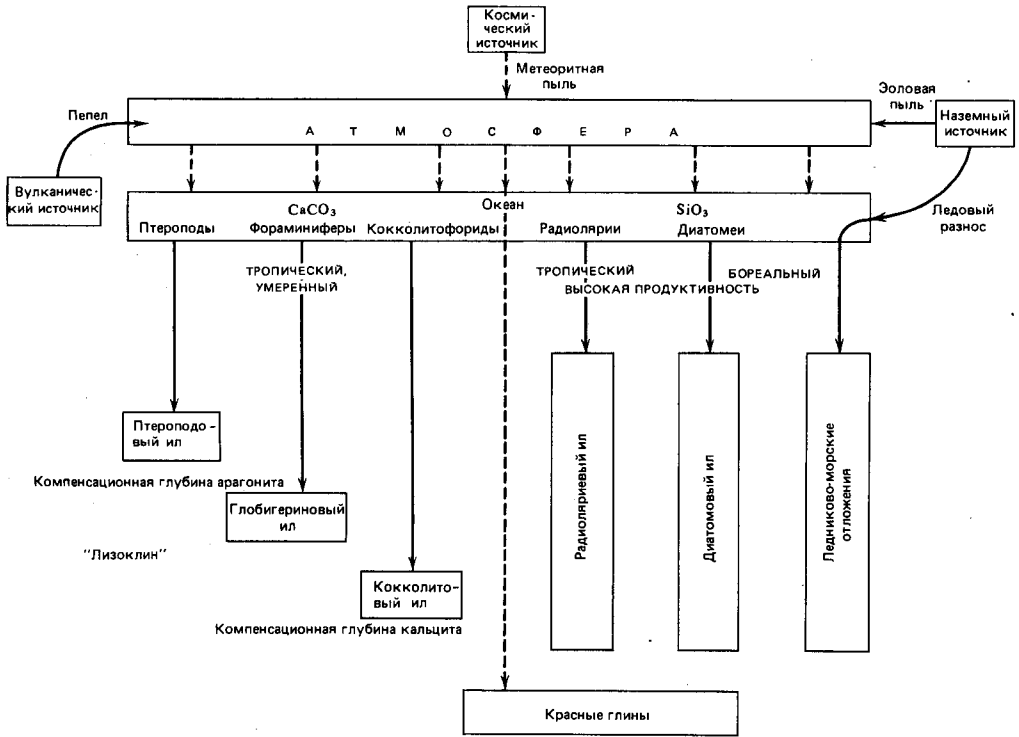 Косми-
ческий
источник
Метеоритная
пыль
Эоловая
пыль
Пепел
АТМОСФЕРА
Наземный
источник
Вулканичес-
кий источник
Океан
CaCO₃
SiO₃
Птероподы
Фораминиферы
Кокколитофориды
Радиолярии
Диатомеи
Ледовый
разнос
ТРОПИЧЕСКИЙ,
УМЕРЕННЫЙ
ТРОПИЧЕСКИЙ
БОРЕАЛЬНЫЙ
ВЫСОКАЯ ПРОДУКТИВНОСТЬ
Птероподо-
вый ил
Компенсационная глубина арагонита
Глобигериновый
ил
"Лизоклин"
Кокколито-
вый ил
Компенсационная глубина кальцита
Радиоляриевый ил
Диатомовый ил
Ледниково-морские
отложения
Красные глины